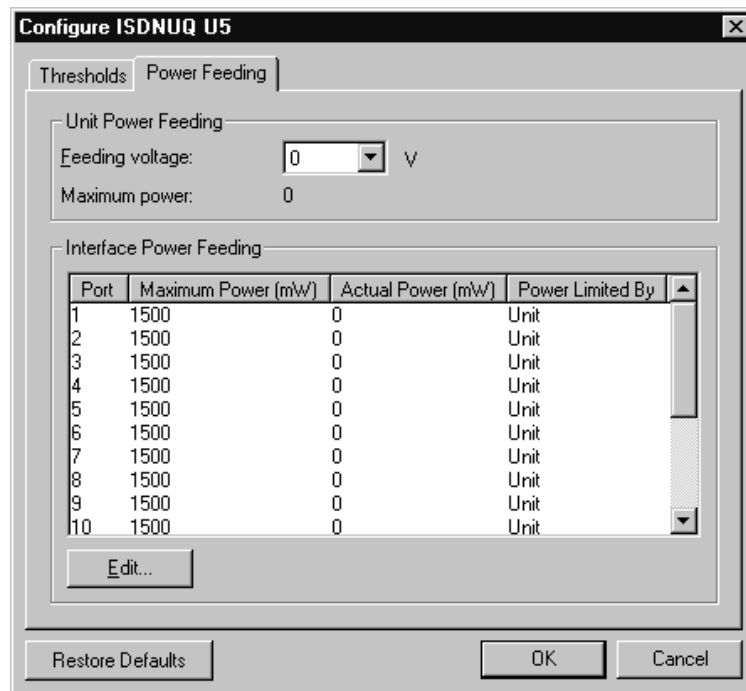 Configure ISDNUQ U5
Thresholds Power Feeding
Unit Power Feeding
Feeding voltage: 0 V
Maximum power: 0
Interface Power Feeding
Port Maximum Power (mW) Actual Power (mW) Power Limited By
1 1500 0 Unit
2 1500 0 Unit
3 1500 0 Unit
4 1500 0 Unit
5 1500 0 Unit
6 1500 0 Unit
7 1500 0 Unit
8 1500 0 Unit
9 1500 0 Unit
10 1500 0 Unit
Edit...
Restore Defaults OK Cancel